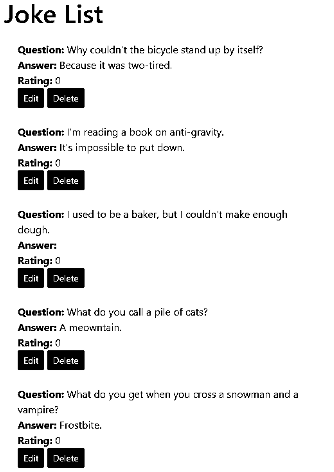 Joke List
Question: Why couldn't the bicycle stand up by itself?
Answer: Because it was two-tired.
Rating: 0
Edit Delete
Question: I'm reading a book on anti-gravity.
Answer: It's impossible to put down.
Rating: 0
Edit Delete
Question: I used to be a baker, but I couldn't make enough
dough.
Answer:
Rating: 0
Edit Delete
Question: What do you call a pile of cats?
Answer: A meowntain.
Rating: 0
Edit Delete
Question: What do you get when you cross a snowman and a
vampire?
Answer: Frostbite.
Rating: 0
Edit Delete